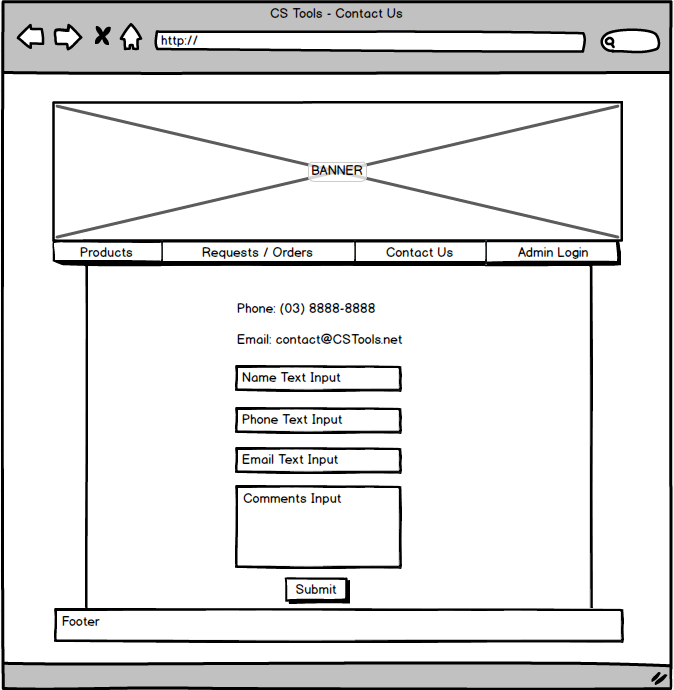 CS Tools - Contact Us
http://
BANNER
Products Requests / Orders Contact Us Admin Login
Phone: (03) 8888-8888
Email: contact@CSTools.net
Name Text Input
Phone Text Input
Email Text Input
Comments Input
Submit
Footer